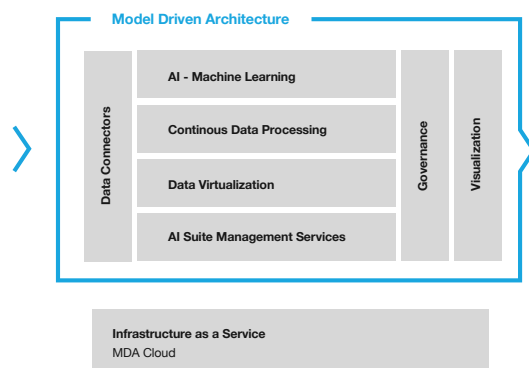 Model Driven Architecture
Data Connectors
AI - Machine Learning
Continous Data Processing
Data Virtualization
AI Suite Management Services
Governance
Visualization
Infrastructure as a Service
MDA Cloud